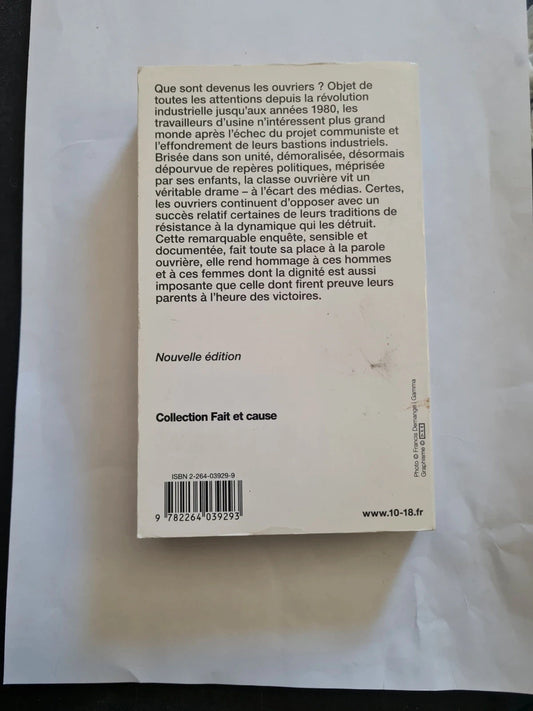 Que sont devenus les ouvriers ? Objet de
toutes les attentions depuis la révolution
industrielle jusqu'aux années 1980, les
travailleurs d'usine n'intéressent plus grand
monde après l'échec du projet communiste et
l'effondrement de leurs bastions industriels.
Brisée dans son unité, démoralisée, désormais
dépourvue de repères politiques, méprisée
par ses enfants, la classe ouvrière vit un
véritable drame – à l'écart des médias. Certes,
les ouvriers continuent d'opposer avec un
succès relatif certaines de leurs traditions de
résistance à la dynamique qui les détruit.
Cette remarquable enquête, sensible et
documentée, fait toute sa place à la parole
ouvrière, elle rend hommage à ces hommes
et à ces femmes dont la dignité est aussi
imposante que celle dont firent preuve leurs
parents à l'heure des victoires.
Nouvelle édition
Collection Fait et cause
Photo © Francis Demange | Gamma
Graphisme ©
ISBN 2-264-03929-9
9 782264 039293
www.10-18.fr